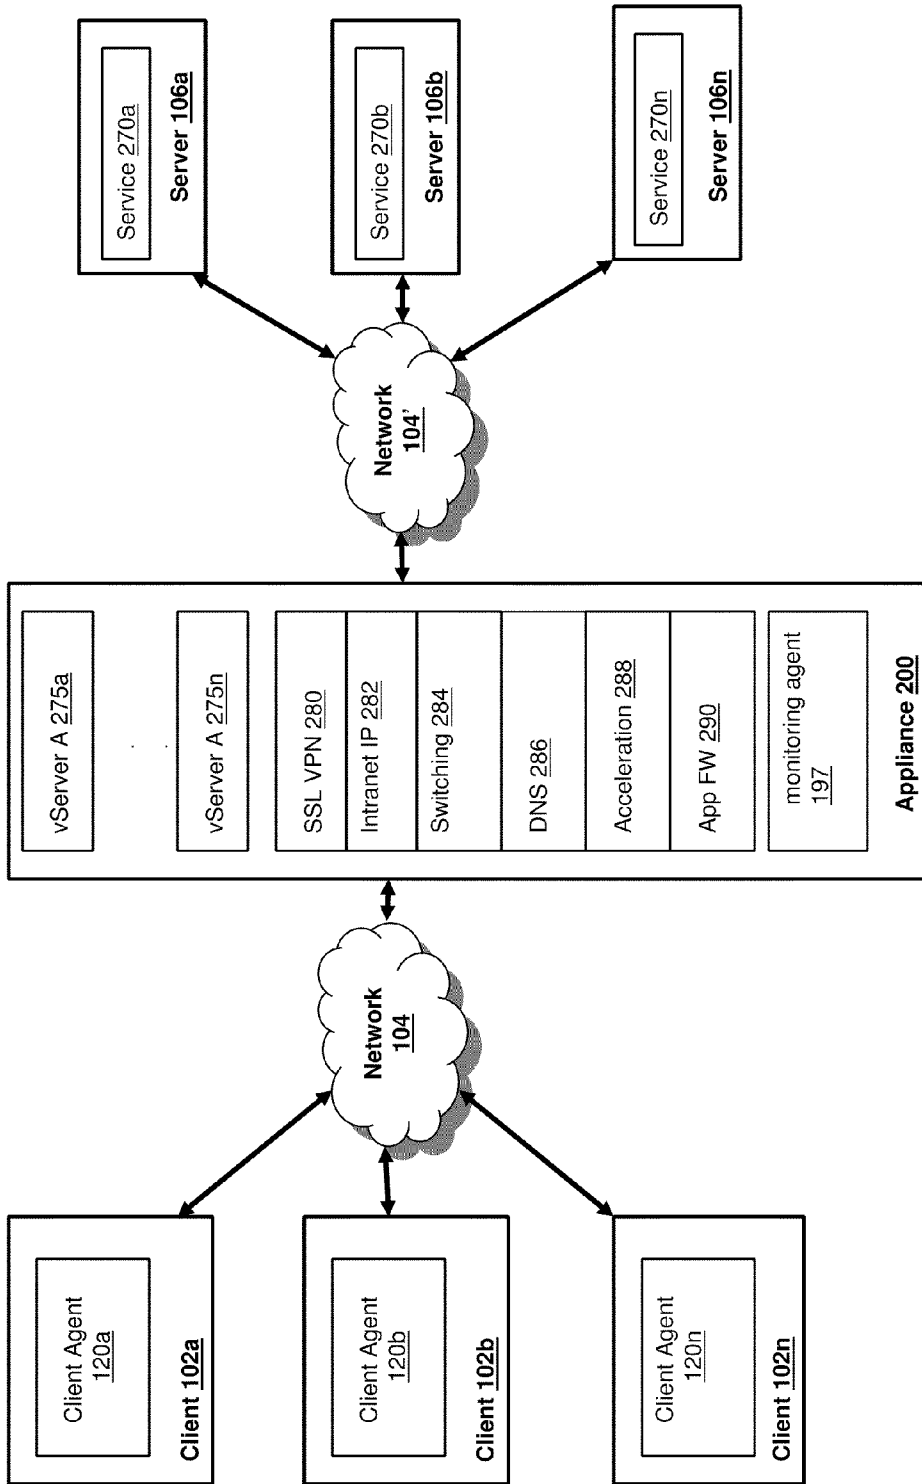 Client Agent
120a
Client 102a
Client Agent
120b
Client 102b
Client Agent
120n
Client 102n
Network
104
vServer A 275a
vServer A 275n
SSL VPN 280
Intranet IP 282
Switching 284
DNS 286
Acceleration 288
App FW 290
monitoring agent
197
Appliance 200
Network
104'
Service 270a
Server 106a
Service 270b
Server 106b
Service 270n
Server 106n